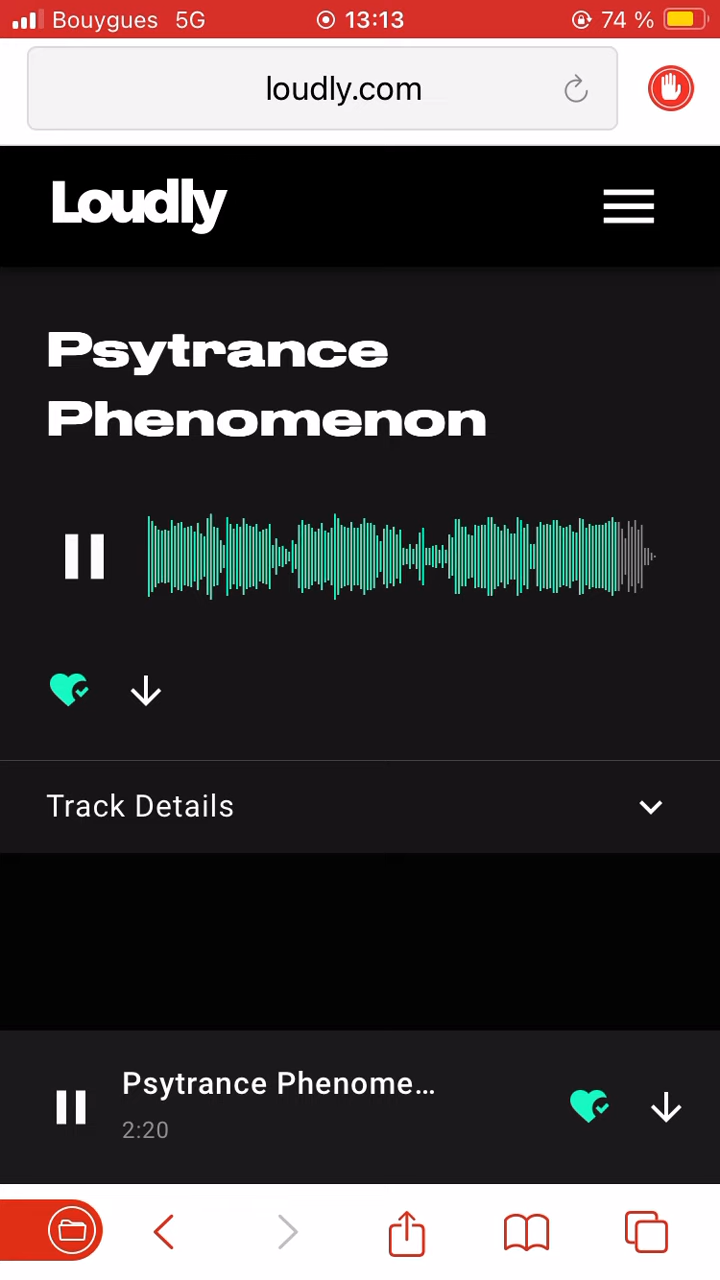 Bouygues 5G 13:13 74 %
loudly.com
Loudly
Psytrance
Phenomenon
Track Details
Psytrance Phenome...
2:20